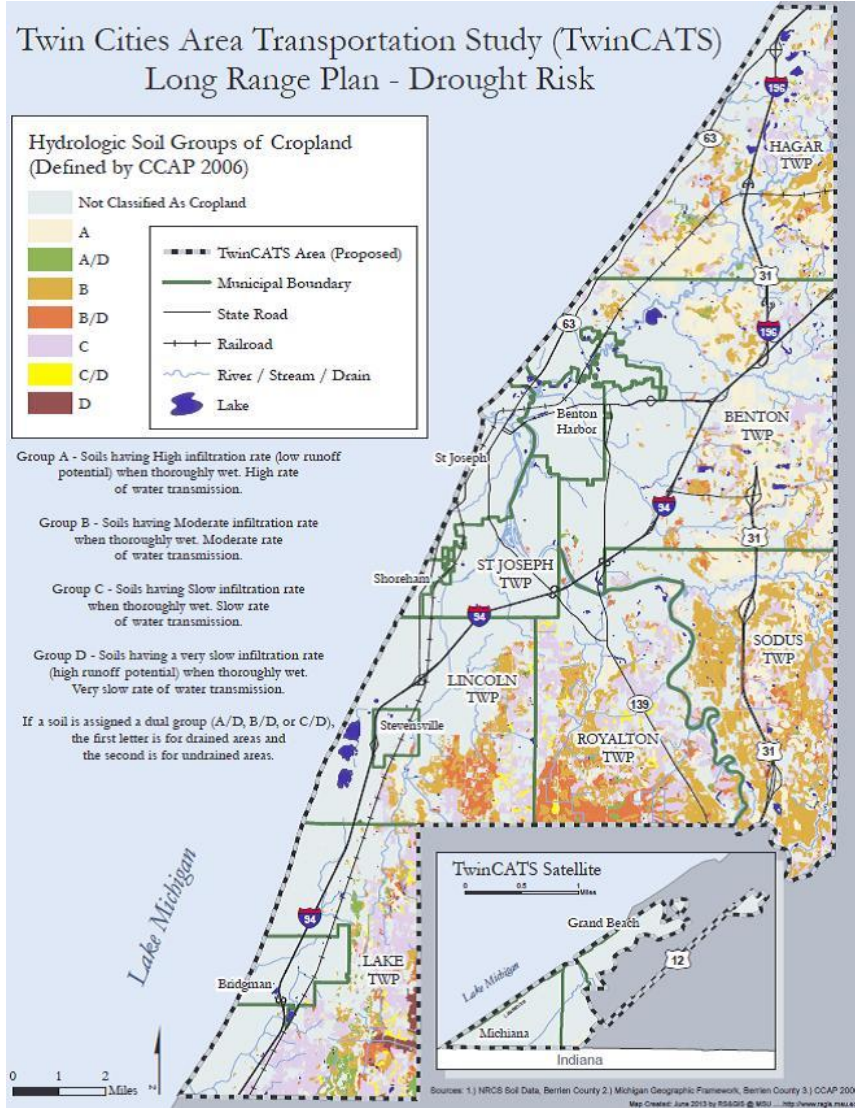 Twin Cities Area Transportation Study (TwinCATS)
Long Range Plan - Drought Risk
Hydrologic Soil Groups of Cropland
(Defined by CCAP 2006)
Not Classified As Cropland
A
A/D
B
B/D
C
C/D
D
TwinCATS Area (Proposed)
Municipal Boundary
State Road
Railroad
River / Stream / Drain
Lake
Group A - Soils having High infiltration rate (low runoff
potential) when thoroughly wet. High rate
of water transmission.
Group B - Soils having Moderate infiltration rate
when thoroughly wet. Moderate rate
of water transmission.
Group C - Soils having Slow infiltration rate
when thoroughly wet. Slow rate
of water transmission.
Group D - Soils having a very slow infiltration rate
(high runoff potential) when thoroughly wet.
Very slow rate of water transmission.
If a soil is assigned a dual group (A/D, B/D, or C/D),
the first letter is for drained areas and
the second is for undrained areas.
196
63
HAGAR
TWP
31
63
196
Benton
Harbor
BENTON
TWP
St Joseph
94
31
ST JOSEPH
TWP
Shoreham
94
SODUS
TWP
LINCOLN
TWP
139
Stevensville
ROYALTON
TWP
31
Lake Michigan
94
LAKE
TWP
Bridgman
TwinCATS Satellite
0 0.5 1
Miles
Grand Beach
12
Lake Michigan
Michiana
Indiana
0 1 2
Miles
Sources: 1.) NRCS Soil Data, Berrien County 2.) Michigan Geographic Framework, Berrien County 3.) CCAP 200
Map Created: June 2013 by RS&GIS @ MSU